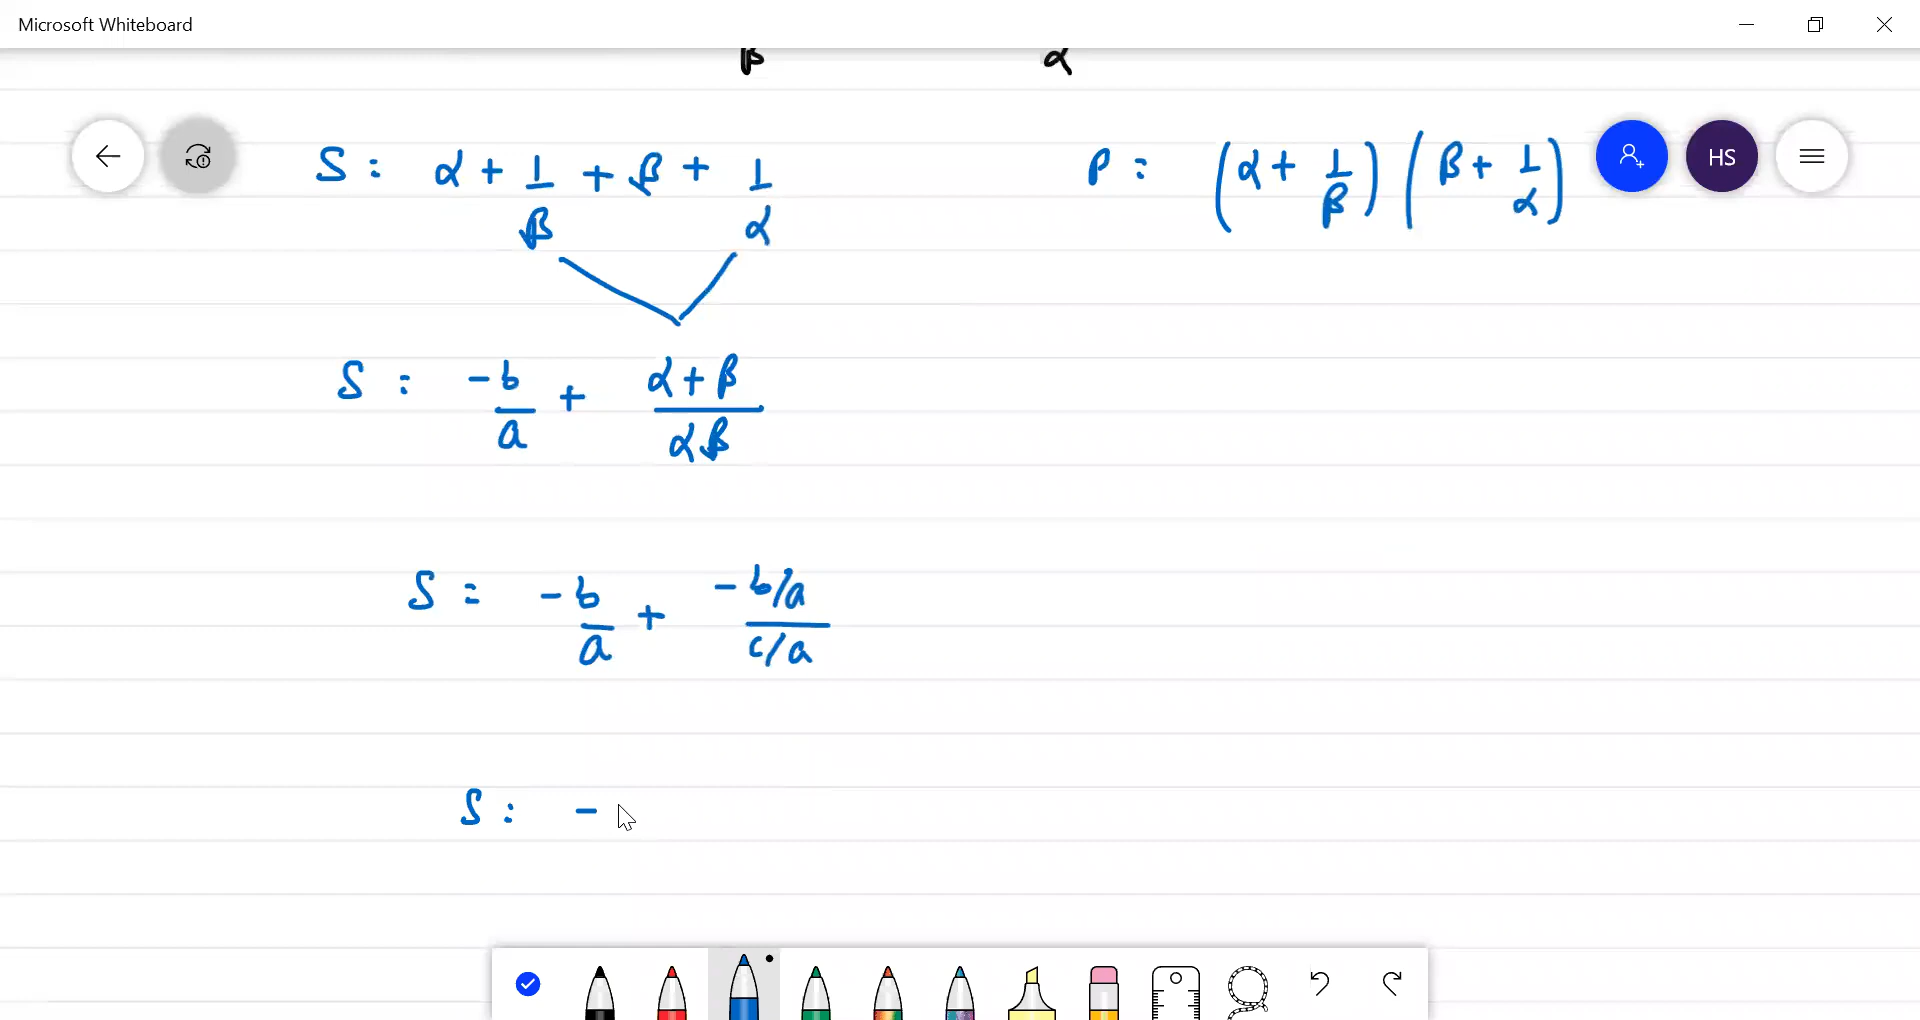 Microsoft Whiteboard
β α
S: α + 1/β + β + 1/α
P: (α + 1/β) (β + 1/α)
HS
S: -b/a + α+β/αβ
S = -b/a + -b/a/c/a
S: -